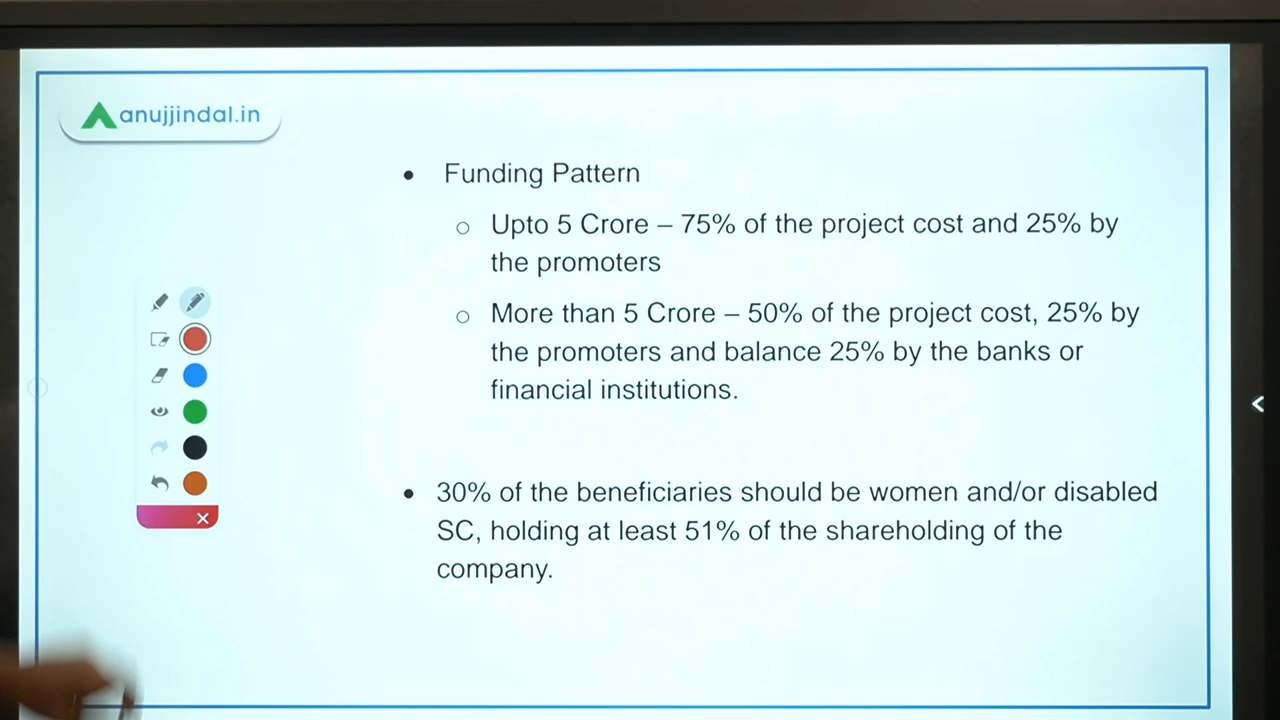 anujjindal.in
• Funding Pattern
○ Upto 5 Crore – 75% of the project cost and 25% by
the promoters
○ More than 5 Crore – 50% of the project cost, 25% by
the promoters and balance 25% by the banks or
financial institutions.
• 30% of the beneficiaries should be women and/or disabled
SC, holding at least 51% of the shareholding of the
company.